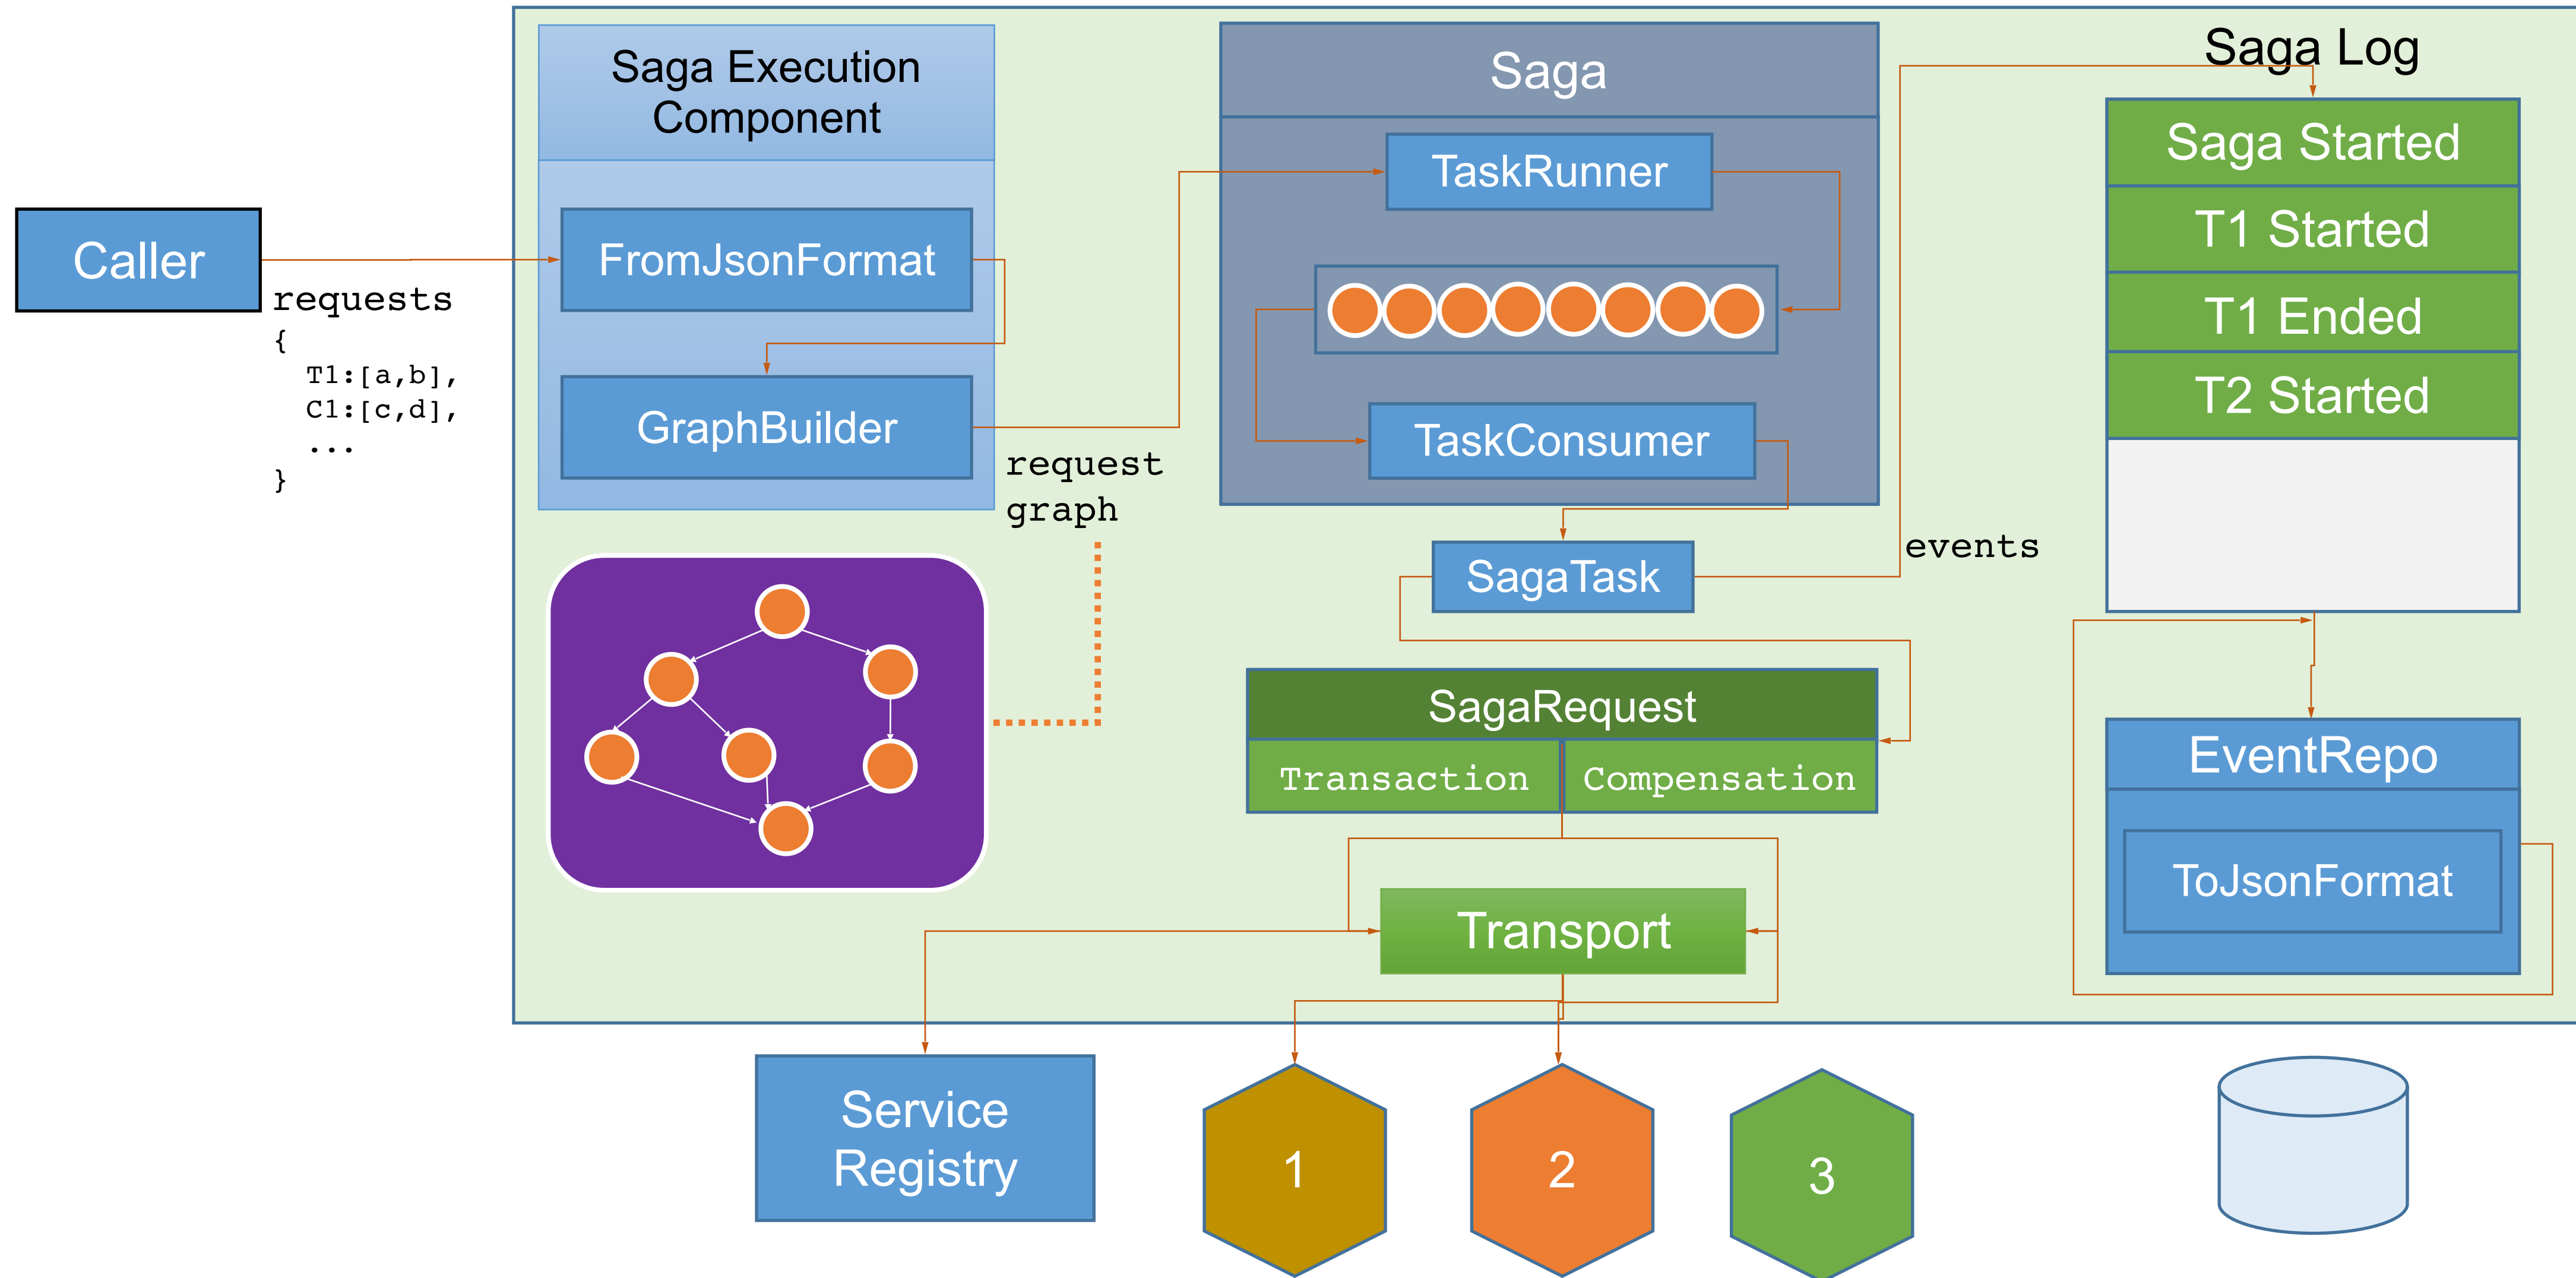 Caller
requests
{
T1:[a,b],
C1:[c,d],
...
}
Saga Execution
Component
FromJsonFormat
GraphBuilder
request
graph
Saga
TaskRunner
TaskConsumer
SagaTask
events
SagaRequest
Transaction
Compensation
Transport
Saga Log
Saga Started
T1 Started
T1 Ended
T2 Started
EventRepo
ToJsonFormat
Service
Registry
1
2
3